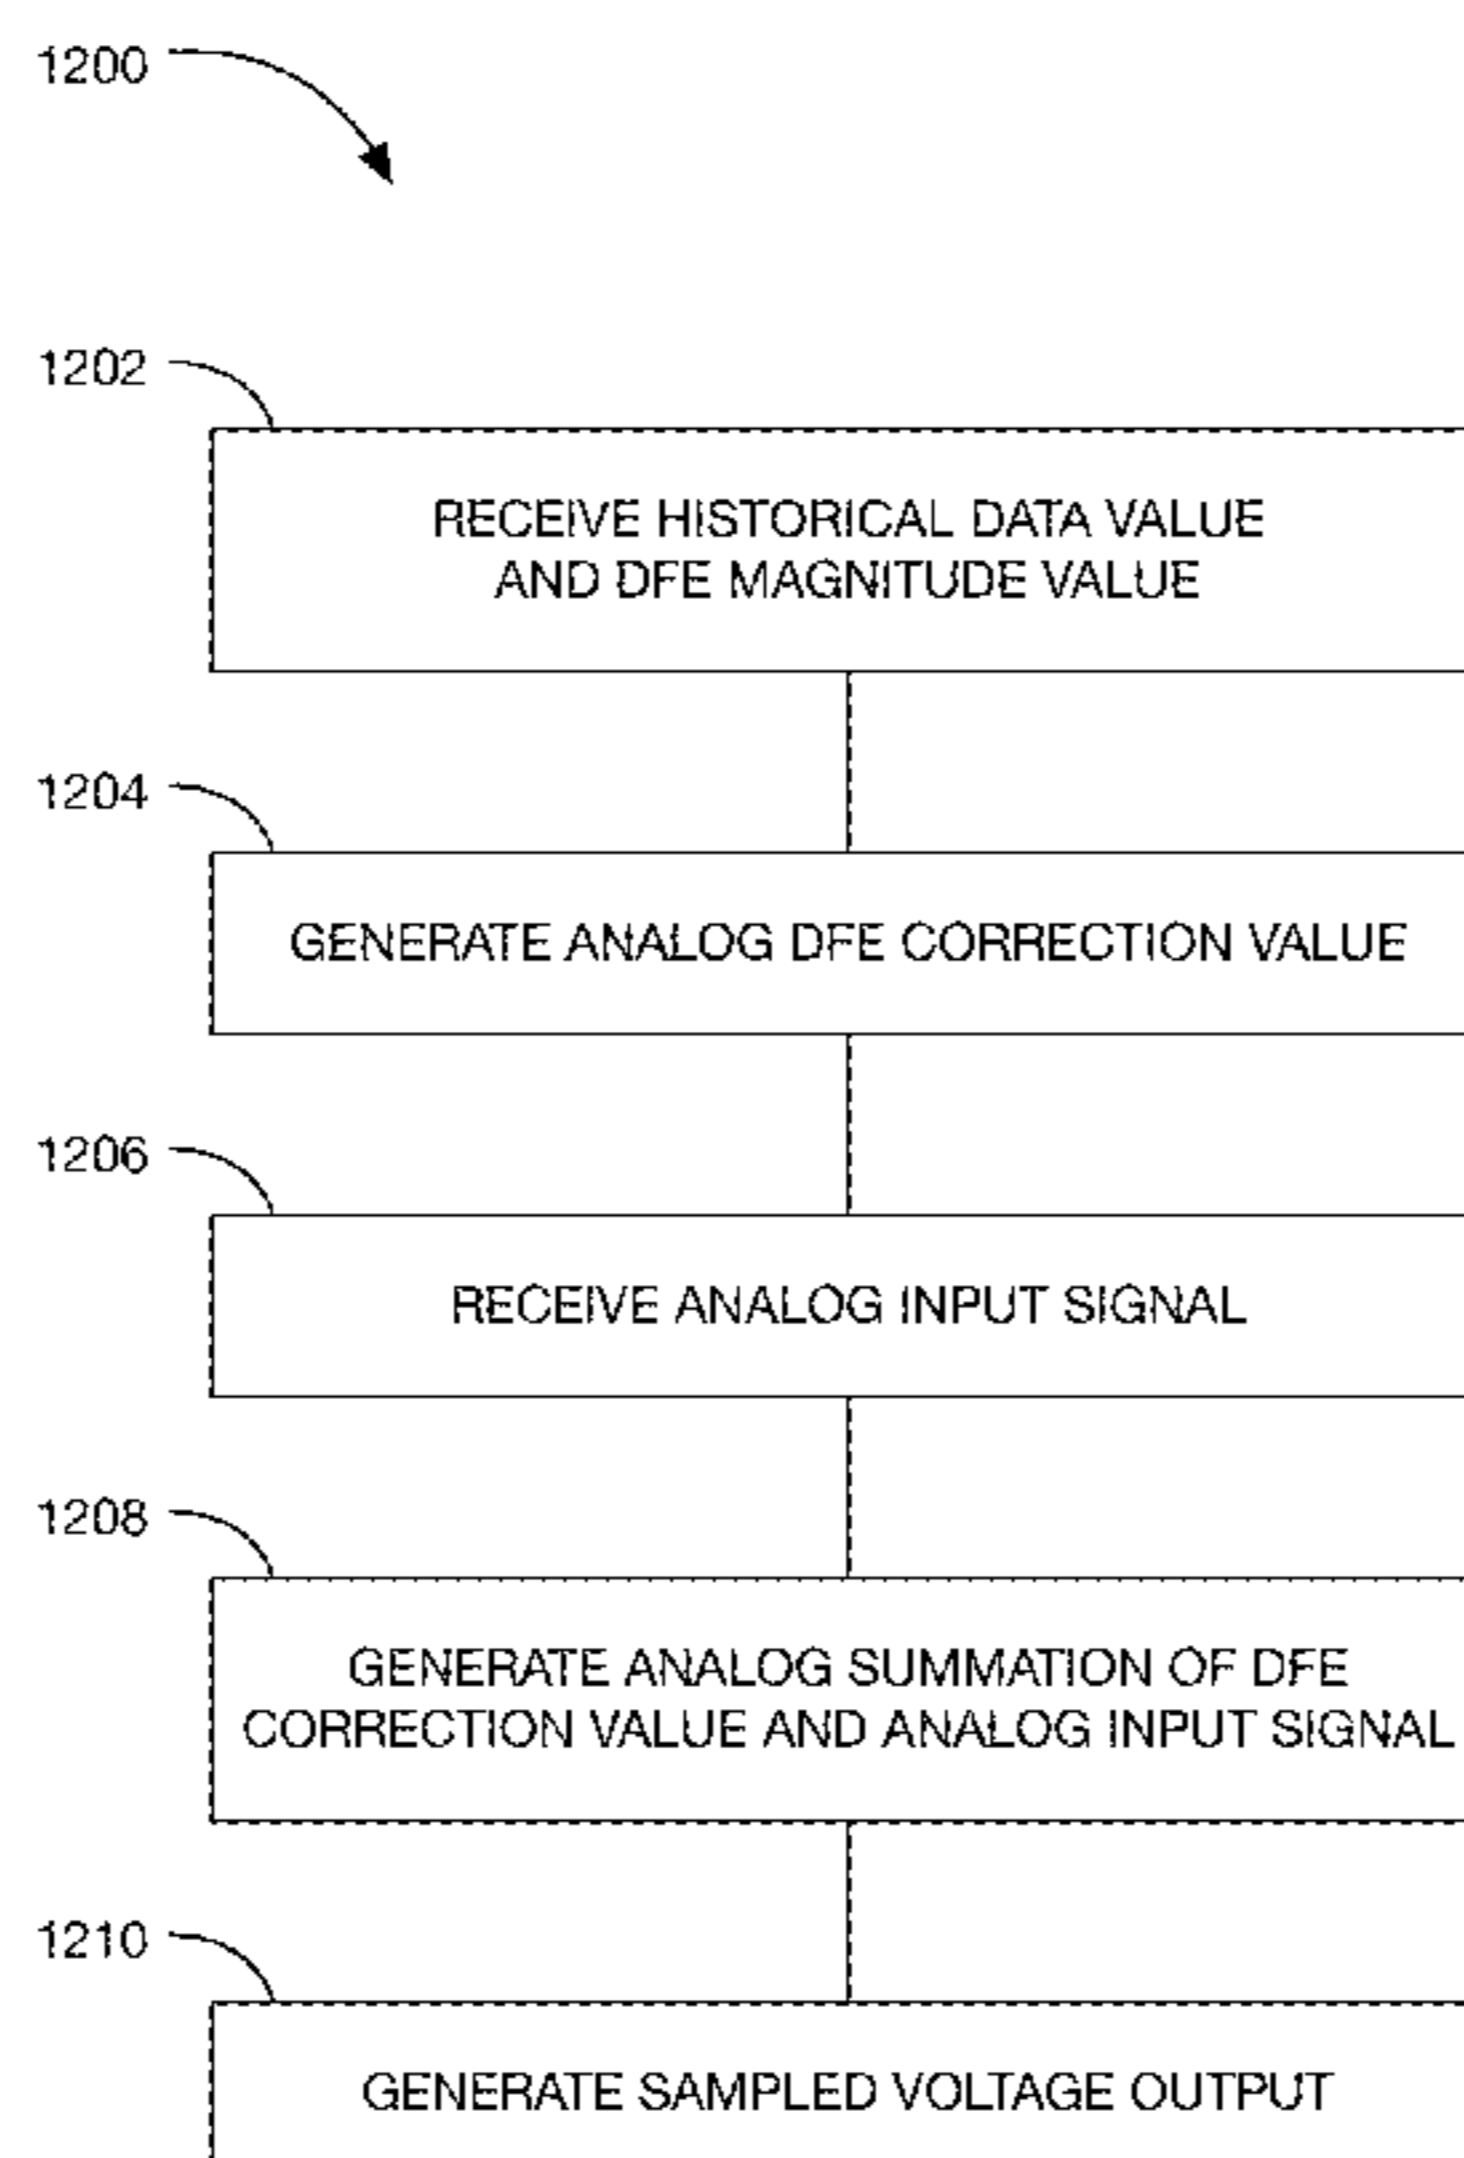 1200
1202
RECEIVE HISTORICAL DATA VALUE
AND DFE MAGNITUDE VALUE
1204
GENERATE ANALOG DFE CORRECTION VALUE
1206
RECEIVE ANALOG INPUT SIGNAL
1208
GENERATE ANALOG SUMMATION OF DFE
CORRECTION VALUE AND ANALOG INPUT SIGNAL
1210
GENERATE SAMPLED VOLTAGE OUTPUT